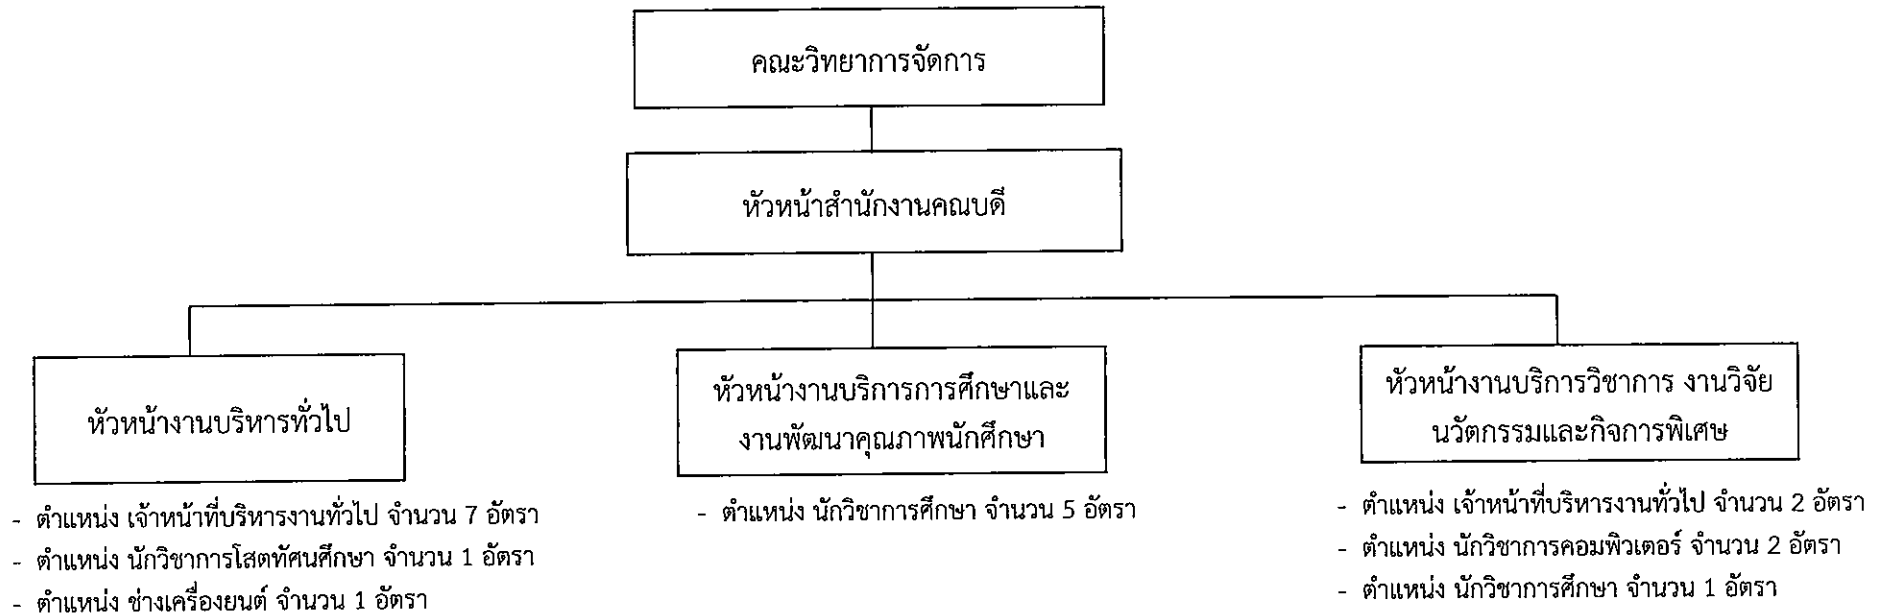 คณะวิทยาการจัดการ
หัวหน้าสำนักงานคณบดี
หัวหน้างานบริหารทั่วไป
- ตำแหน่ง เจ้าหน้าที่บริหารงานทั่วไป จำนวน 7 อัตรา
- ตำแหน่ง นักวิชาการโสตทัศนศึกษา จำนวน 1 อัตรา
- ตำแหน่ง ช่างเครื่องยนต์ จำนวน 1 อัตรา
หัวหน้างานบริการการศึกษาและ
งานพัฒนาคุณภาพนักศึกษา
- ตำแหน่ง นักวิชาการศึกษา จำนวน 5 อัตรา
หัวหน้างานบริการวิชาการ งานวิจัย
นวัตกรรมและกิจการพิเศษ
- ตำแหน่ง เจ้าหน้าที่บริหารงานทั่วไป จำนวน 2 อัตรา
- ตำแหน่ง นักวิชาการคอมพิวเตอร์ จำนวน 2 อัตรา
- ตำแหน่ง นักวิชาการศึกษา จำนวน 1 อัตรา